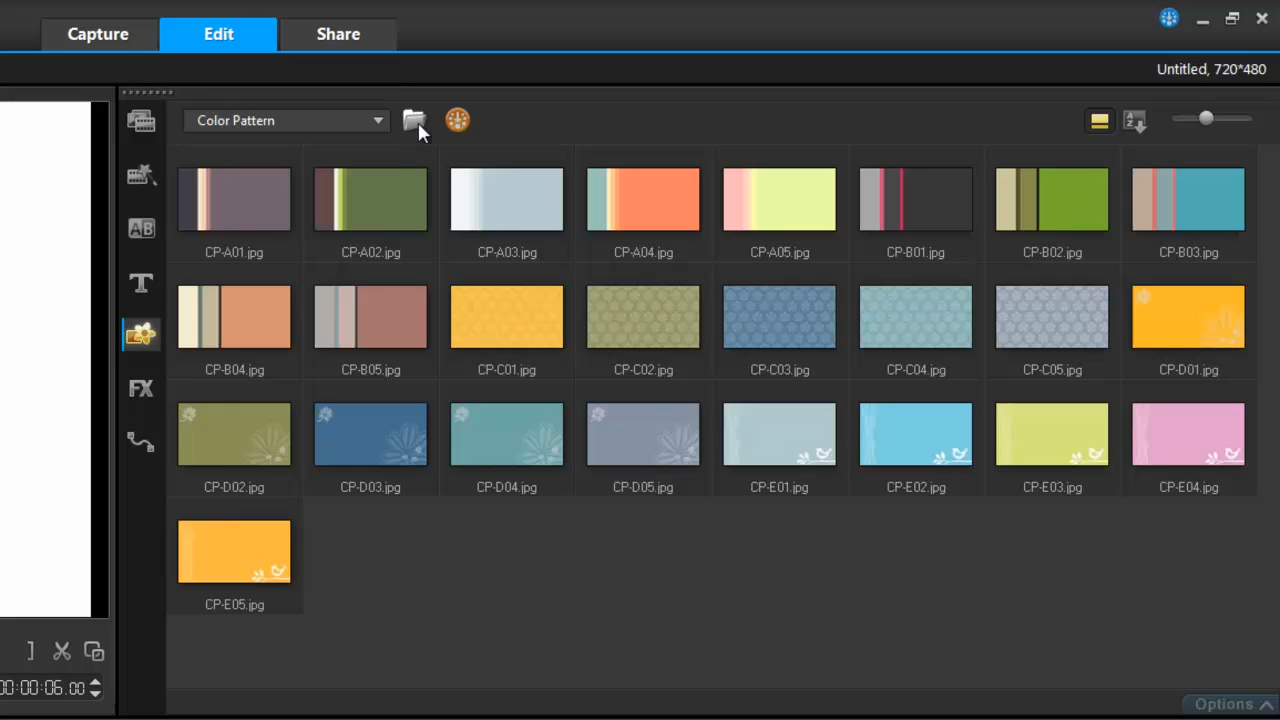 Capture Edit Share
Untitled, 720*480
Color Pattern
A Z
CP-A01.jpg CP-A02.jpg CP-A03.jpg CP-A04.jpg CP-A05.jpg CP-B01.jpg CP-B02.jpg CP-B03.jpg
AB
T
CP-B04.jpg CP-B05.jpg CP-C01.jpg CP-C02.jpg CP-C03.jpg CP-C04.jpg CP-C05.jpg CP-D01.jpg
FX
CP-D02.jpg CP-D03.jpg CP-D04.jpg CP-D05.jpg CP-E01.jpg CP-E02.jpg CP-E03.jpg CP-E04.jpg
CP-E05.jpg
]
00:00:06.00
Options